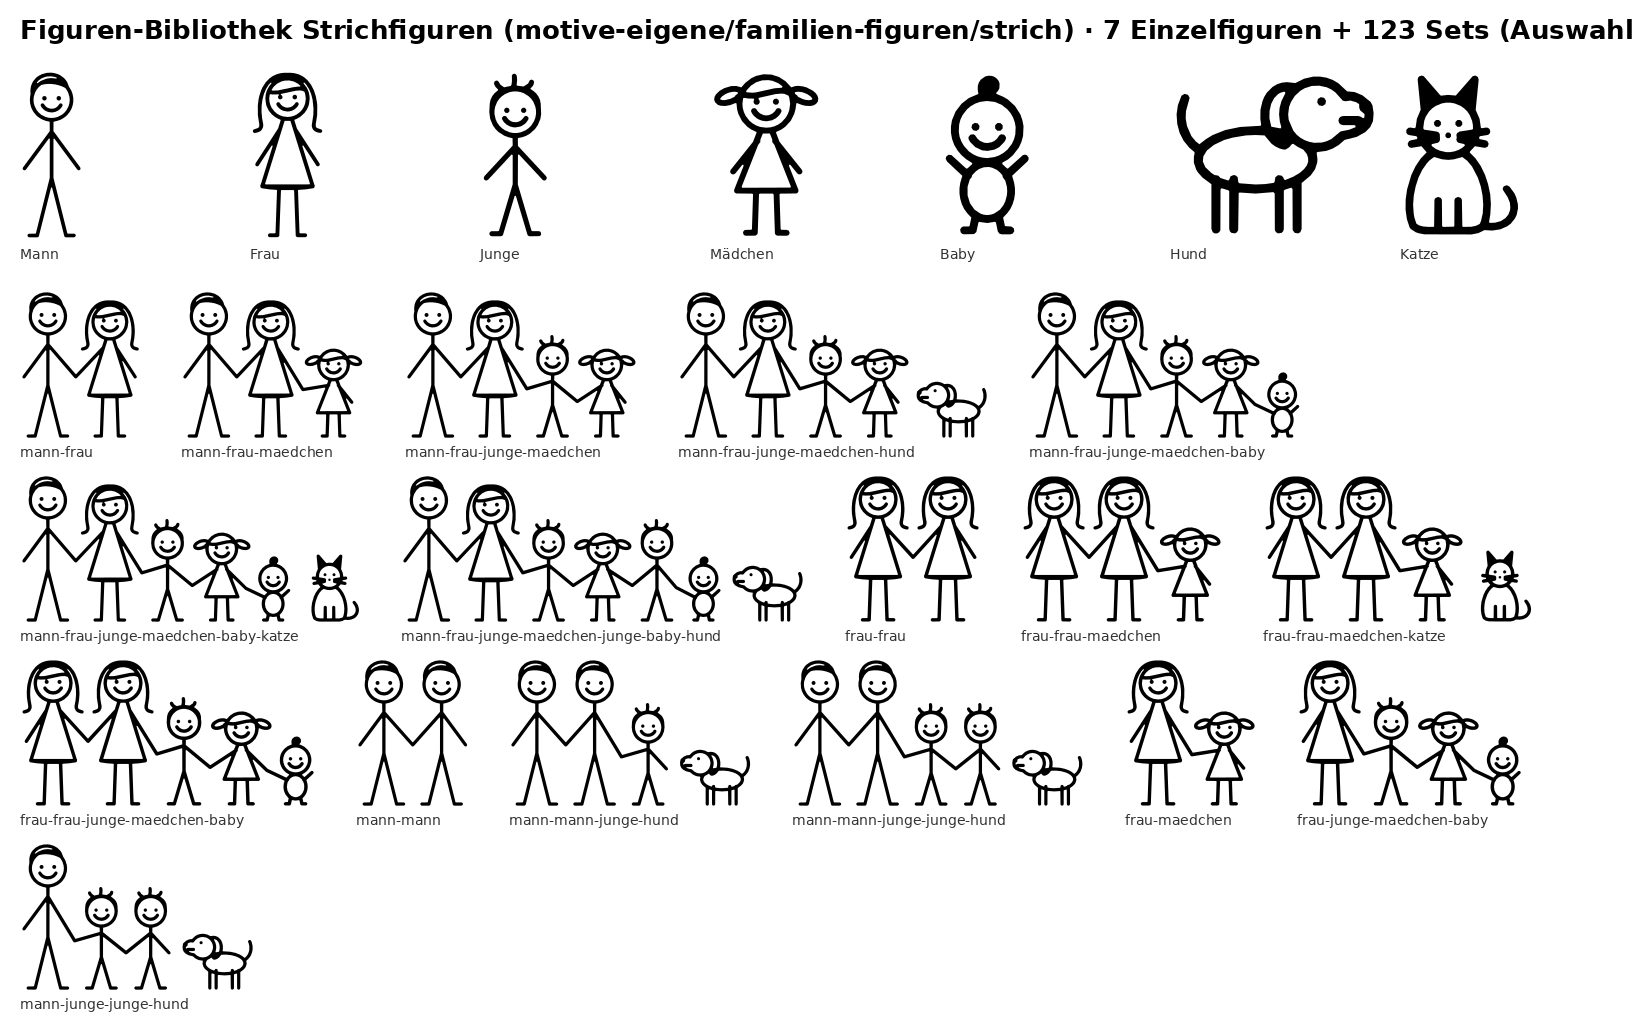 Figuren-Bibliothek Strichfiguren (motive-eigene/familien-figuren/strich) · 7 Einzelfiguren + 123 Sets (Auswahl
Mann Frau Junge Mädchen Baby Hund Katze
mann-frau mann-frau-maedchen mann-frau-junge-maedchen mann-frau-junge-maedchen-hund mann-frau-junge-maedchen-baby
mann-frau-junge-maedchen-baby-katze mann-frau-junge-maedchen-junge-baby-hund frau-frau frau-frau-maedchen frau-frau-maedchen-katze
frau-frau-junge-maedchen-baby mann-mann mann-mann-junge-hund mann-mann-junge-junge-hund frau-maedchen frau-junge-maedchen-baby
mann-junge-junge-hund